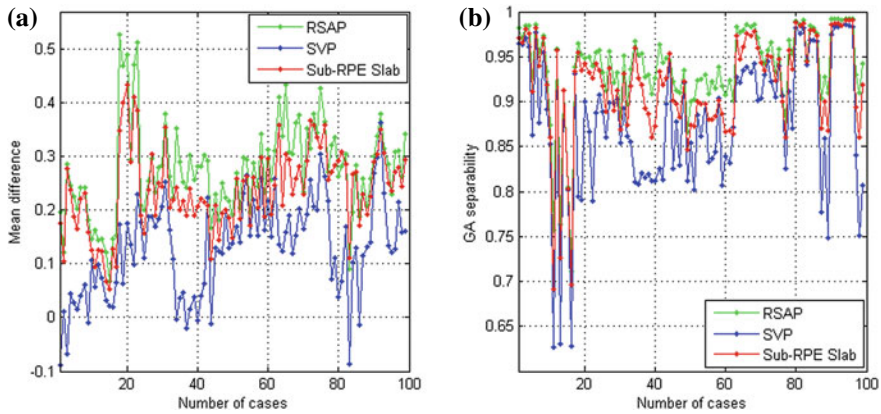 (a)
Mean difference
0.5
0.4
0.3
0.2
0.1
0
-0.1
20
40
60
80
100
Number of cases
RSAP
SVP
Sub-RPE Slab
(b)
GA separability
1
0.95
0.9
0.85
0.8
0.75
0.7
0.65
20
40
60
80
100
Number of cases
RSAP
SVP
Sub-RPE Slab